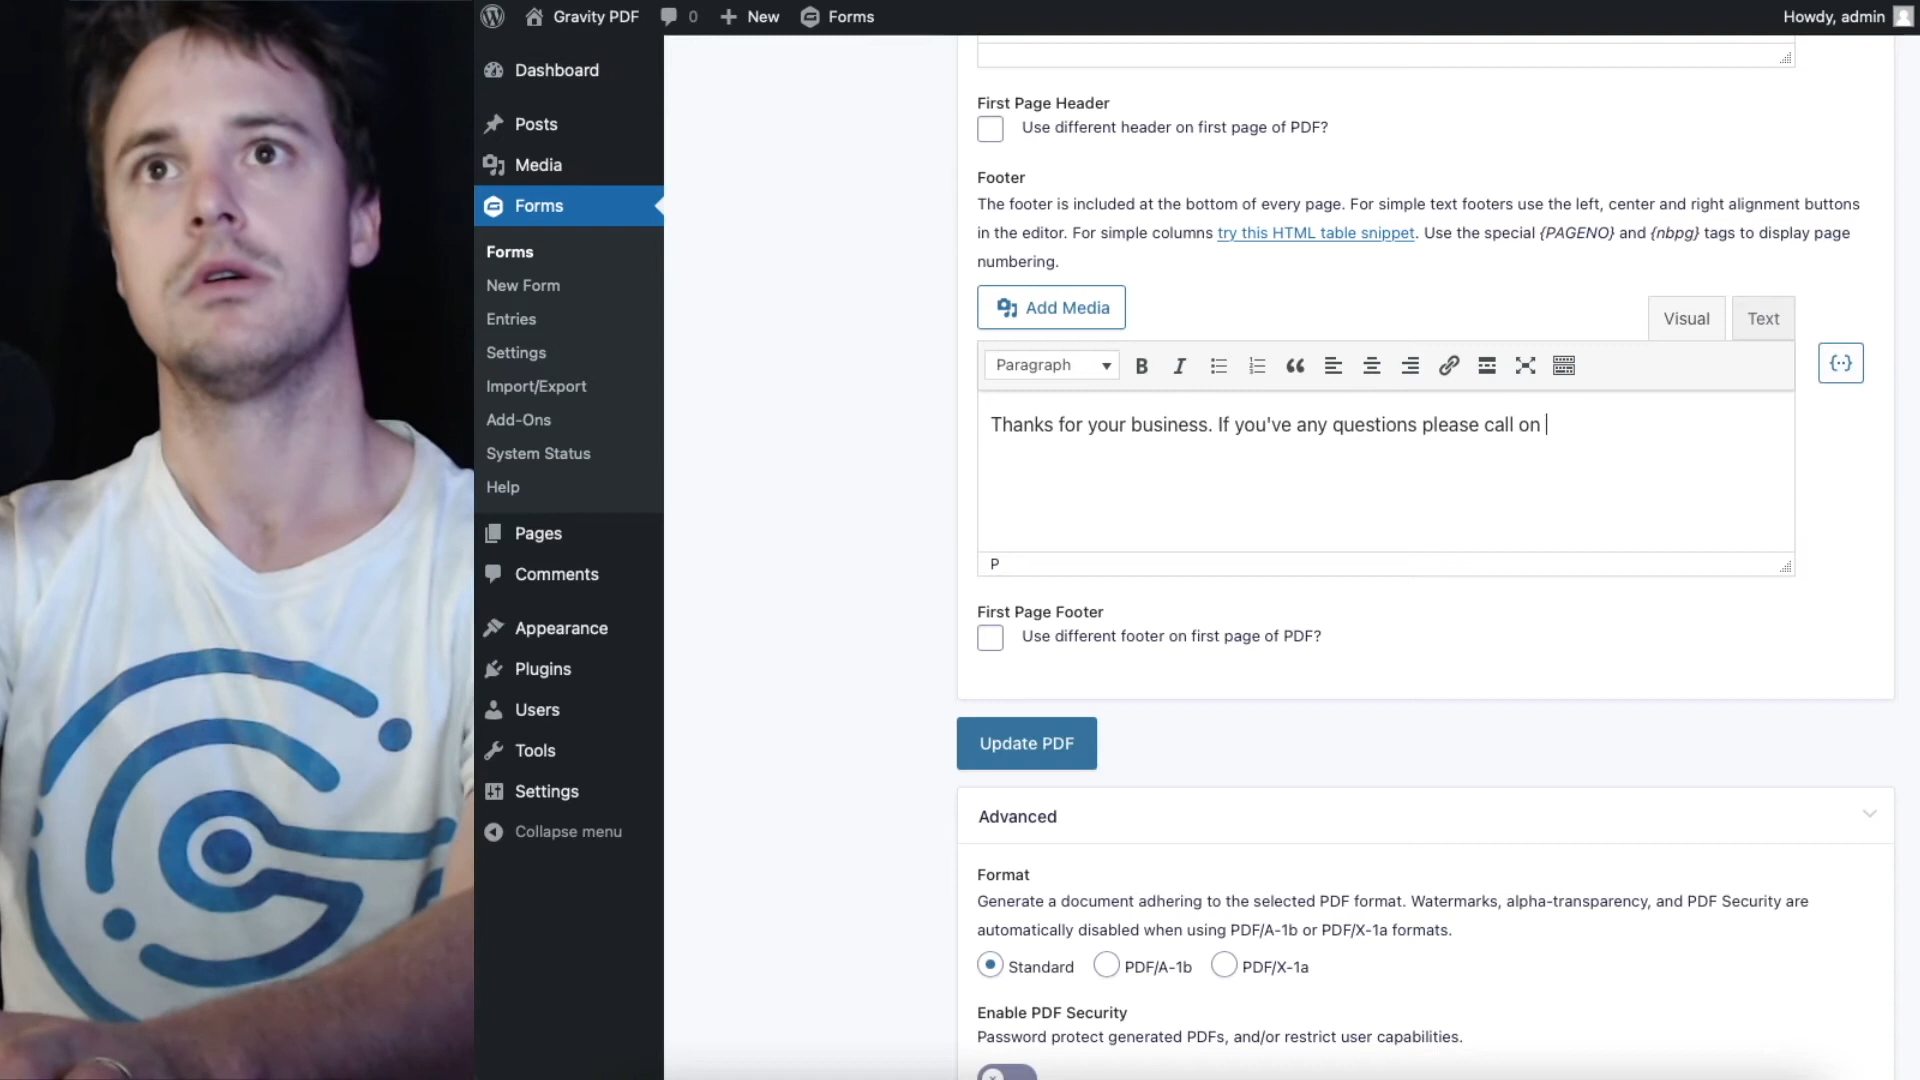 Gravity PDF 0 New Forms Howdy, admin
Dashboard
Posts
Media
Forms
Forms
New Form
Entries
Settings
Import/Export
Add-Ons
System Status
Help
Pages
Comments
Appearance
Plugins
Users
Tools
Settings
Collapse menu
First Page Header
Use different header on first page of PDF?
Footer
The footer is included at the bottom of every page. For simple text footers use the left, center and right alignment buttons
in the editor. For simple columns try this HTML table snippet. Use the special {PAGENO} and {nbpg} tags to display page
numbering.
Add Media
Visual Text
Paragraph
Thanks for your business. If you've any questions please call on
P
First Page Footer
Use different footer on first page of PDF?
Update PDF
Advanced
Format
Generate a document adhering to the selected PDF format. Watermarks, alpha-transparency, and PDF Security are
automatically disabled when using PDF/A-1b or PDF/X-1a formats.
Standard PDF/A-1b PDF/X-1a
Enable PDF Security
Password protect generated PDFs, and/or restrict user capabilities.